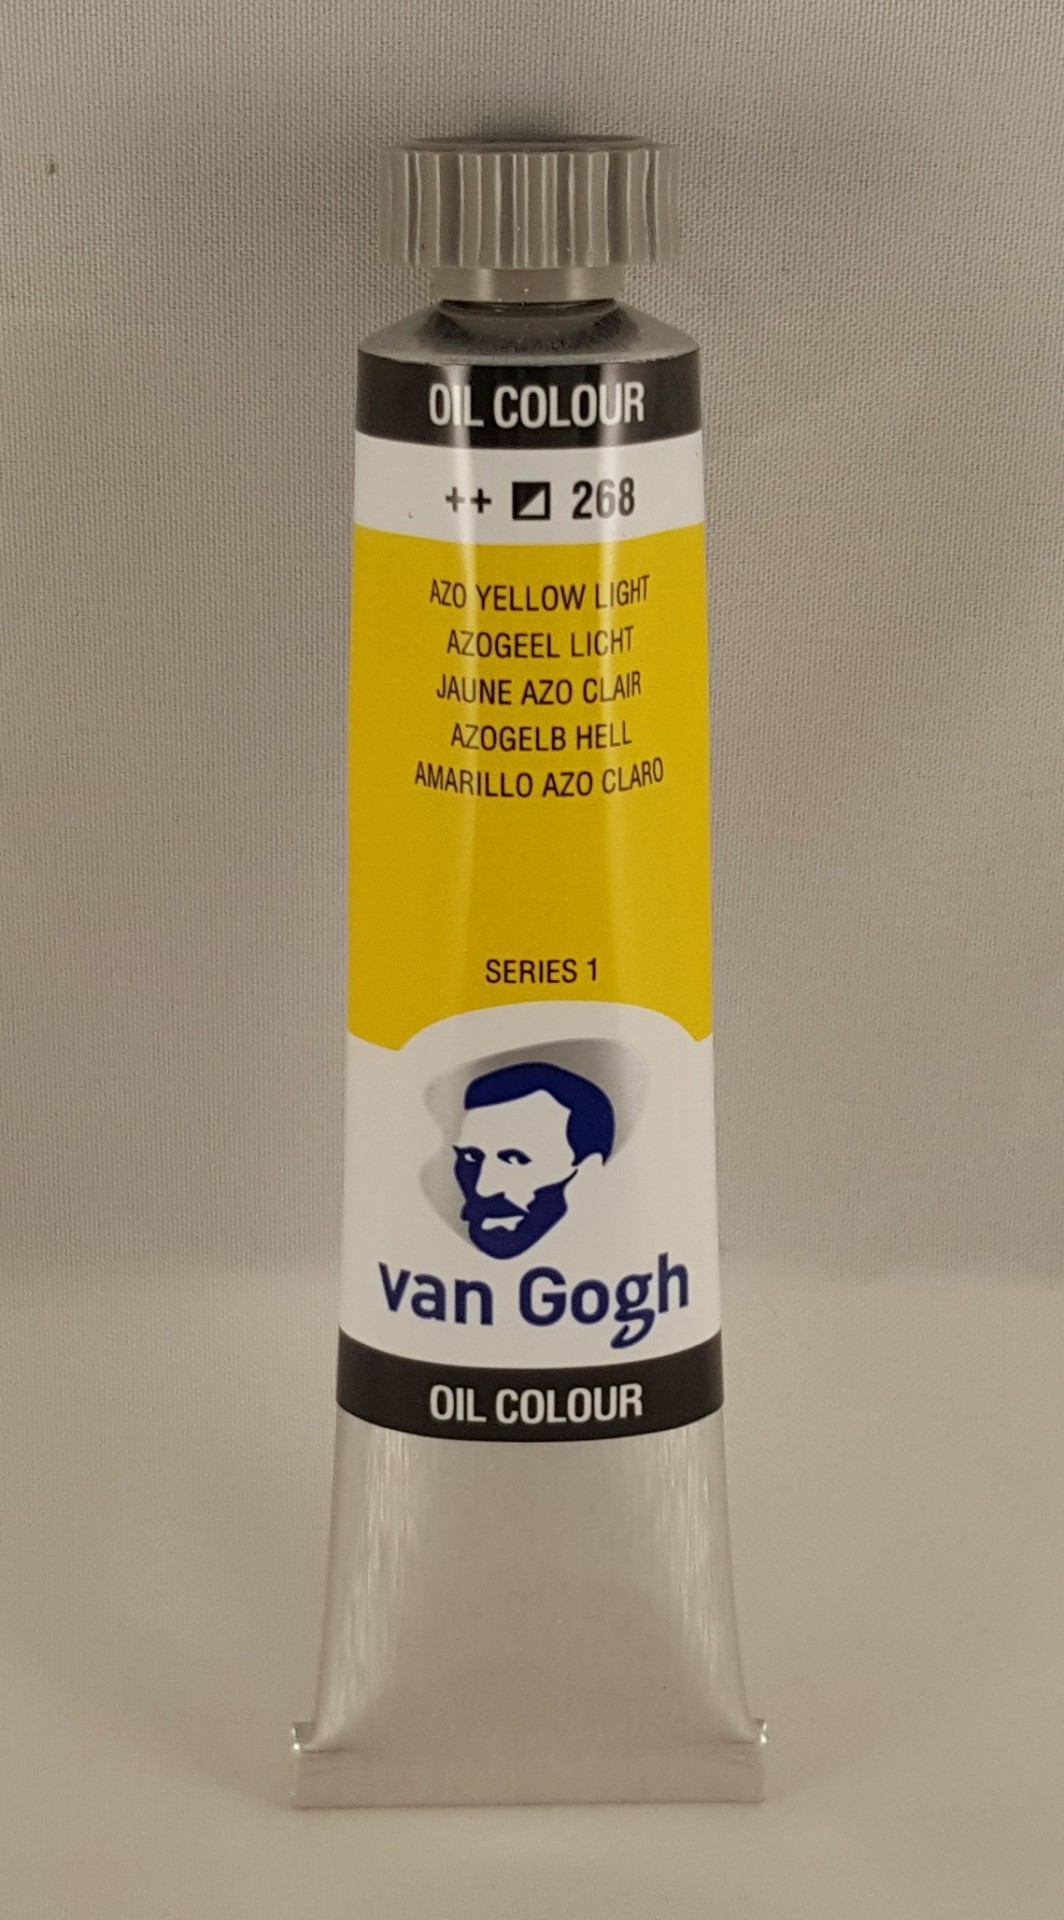 OIL COLOUR
++ 268
AZO YELLOW LIGHT
AZOGEEL LICHT
JAUNE AZO CLAIR
AZOGELB HELL
AMARILLO AZO CLARO
SERIES 1
van Gogh
OIL COLOUR